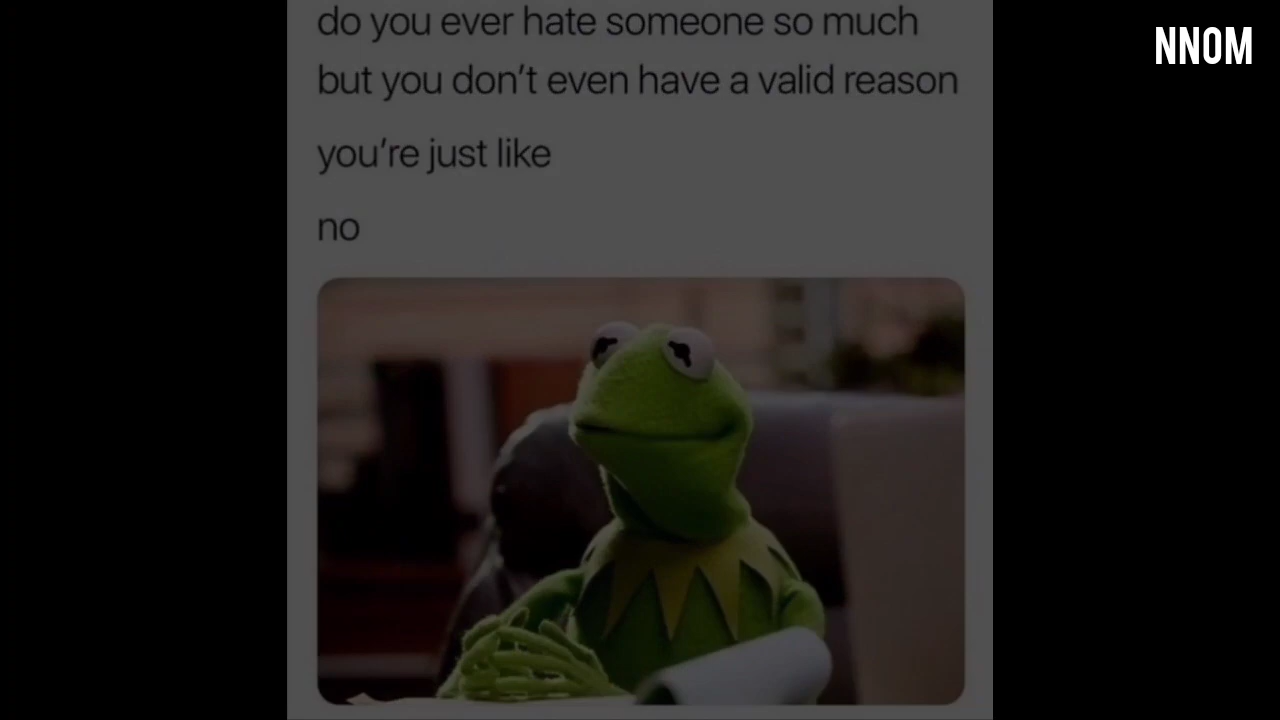 do you ever hate someone so much
but you don't even have a valid reason
you're just like
no
NNOM